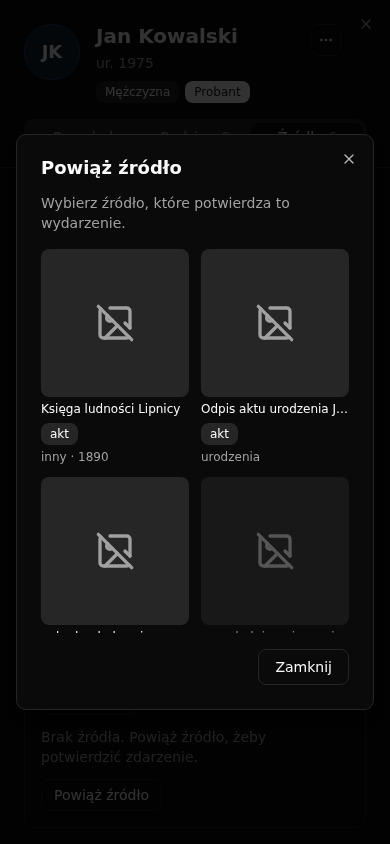 JK
Jan Kowalski
ur. 1975
Mężczyzna
Probant
Powiąż źródło
Wybierz źródło, które potwierdza to
wydarzenie.
Księga ludności Lipnicy
akt
inny · 1890
Odpis aktu urodzenia J…
akt
urodzenia
Zamknij
Brak źródła. Powiąż źródło, żeby
potwierdzić zdarzenie.
Powiąż źródło